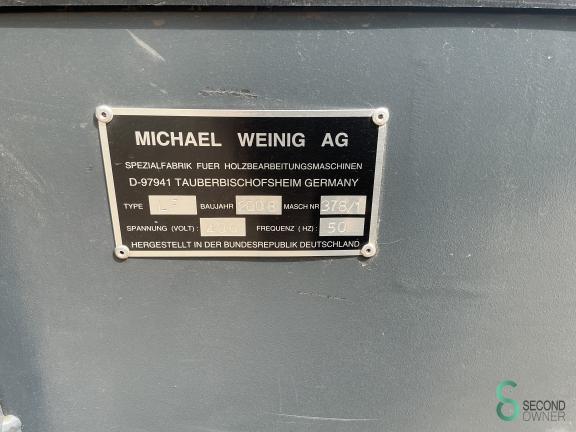 MICHAEL WEINIG AG
SPEZIALFABRIK FUER HOLZBEARBEITUNGSMASCHINEN
D-97941 TAUBERBISCHOFSHEIM GERMANY
TYPE BAUJAHR 2008 MASCH NR 378/1
SPANNUNG (VOLT) : 400 FREQUENZ ( HZ) : 50
HERGESTELLT IN DER BUNDESREPUBLIK DEUTSCHLAND
SECOND
OWNER